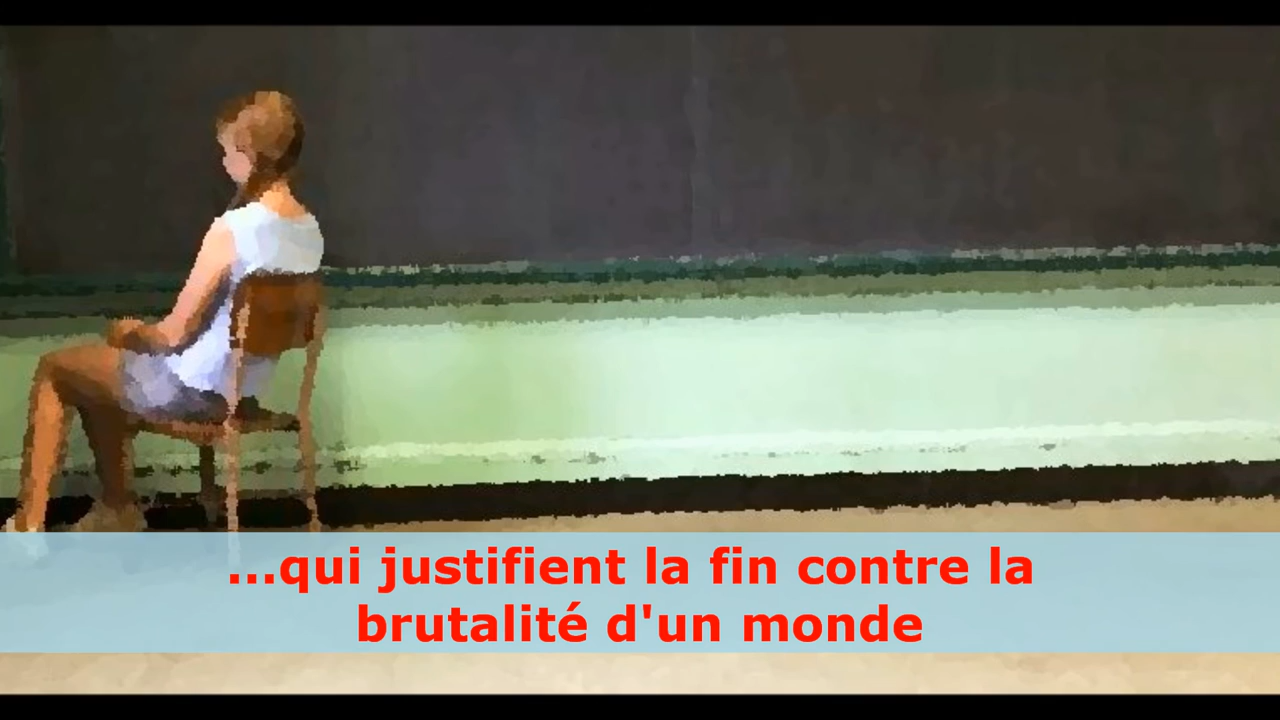 ...qui justifient la fin contre la
brutalité d'un monde